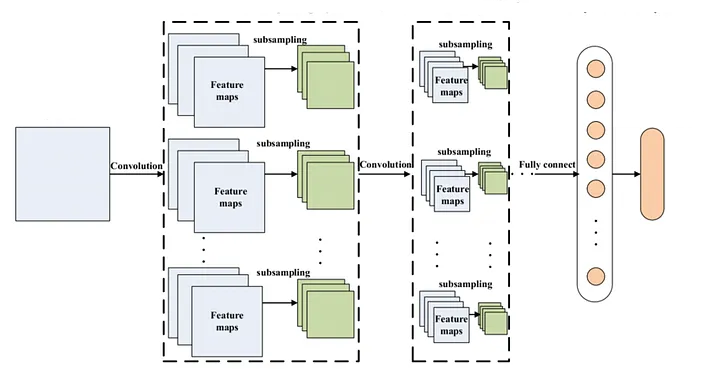 subsampling
Feature
maps
subsampling
Feature
maps
subsampling
Feature
maps
Convolution
Convolution
subsampling
Feature
maps
subsampling
Feature
maps
subsampling
Feature
maps
Fully connect